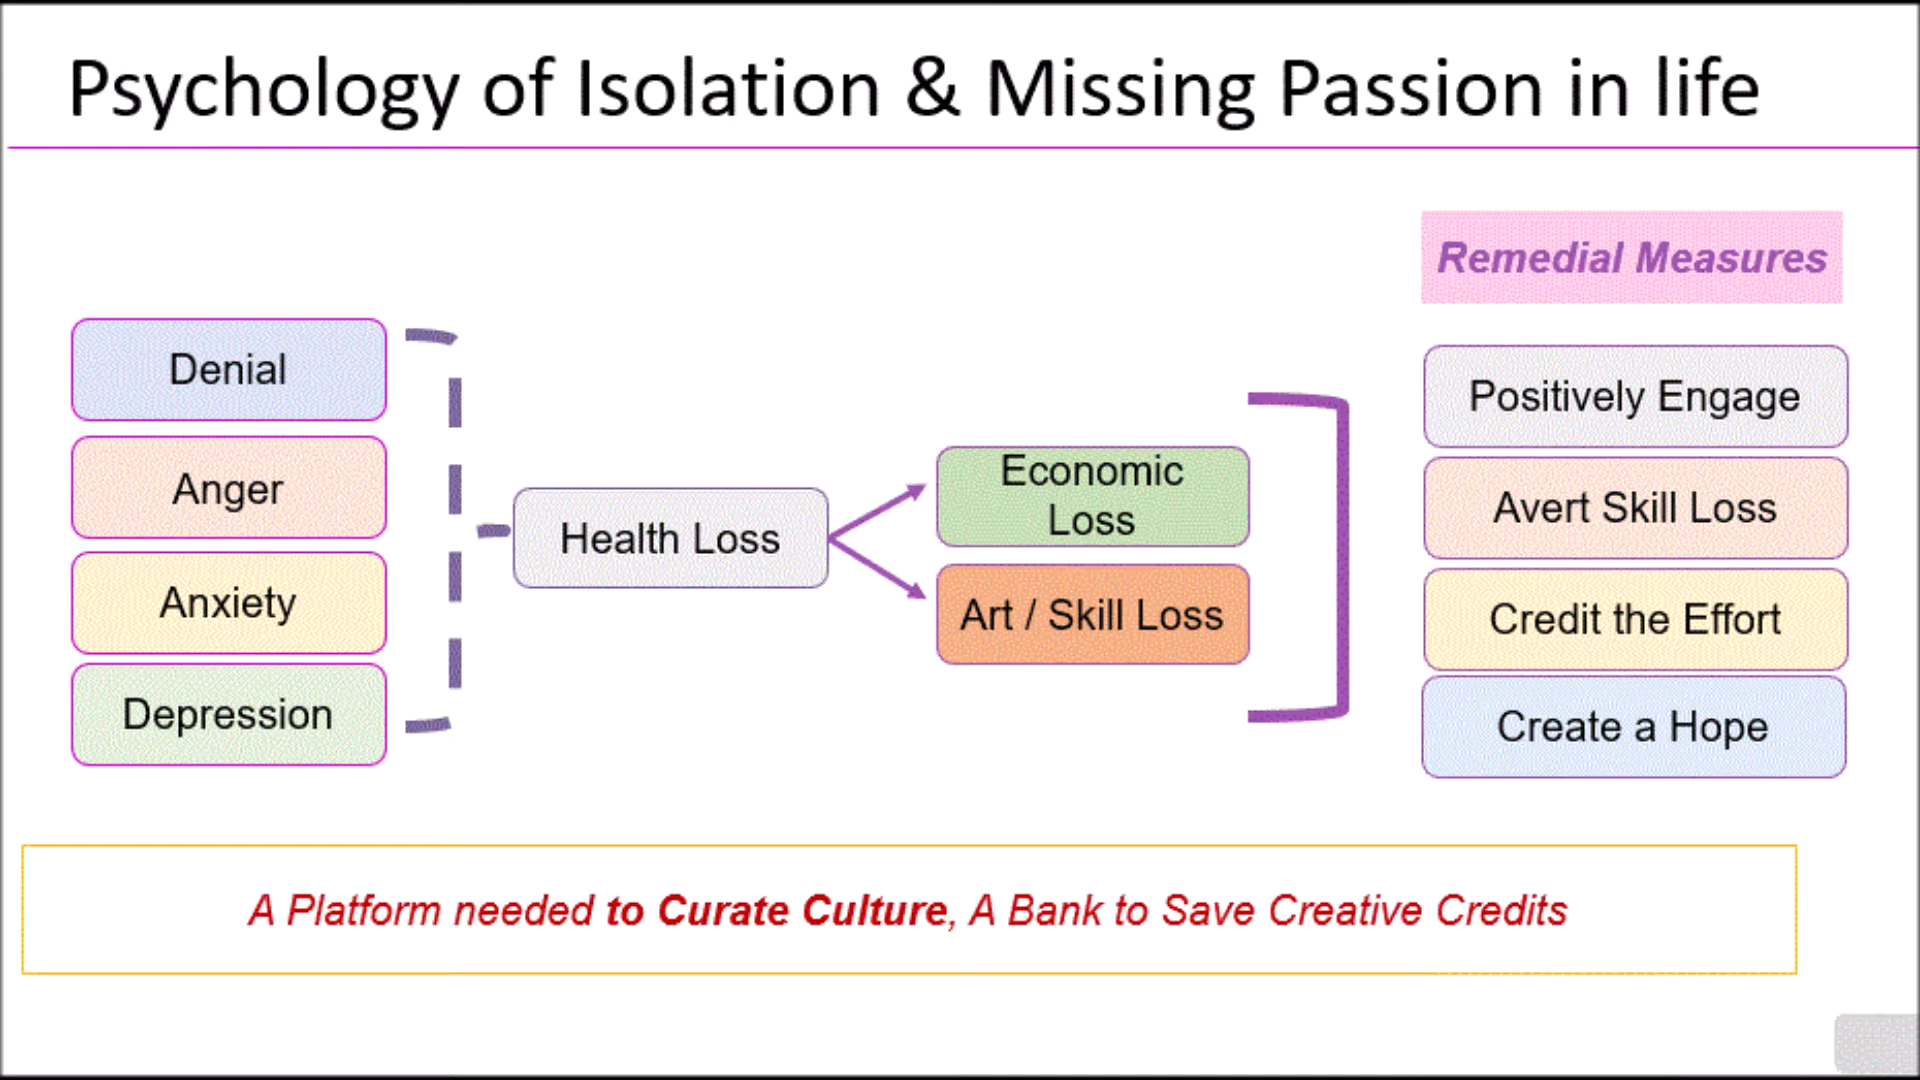 Psychology of Isolation & Missing Passion in life
Remedial Measures
Denial
Anger
Anxiety
Depression
Health Loss
Economic
Loss
Art / Skill Loss
Positively Engage
Avert Skill Loss
Credit the Effort
Create a Hope
A Platform needed to Curate Culture, A Bank to Save Creative Credits